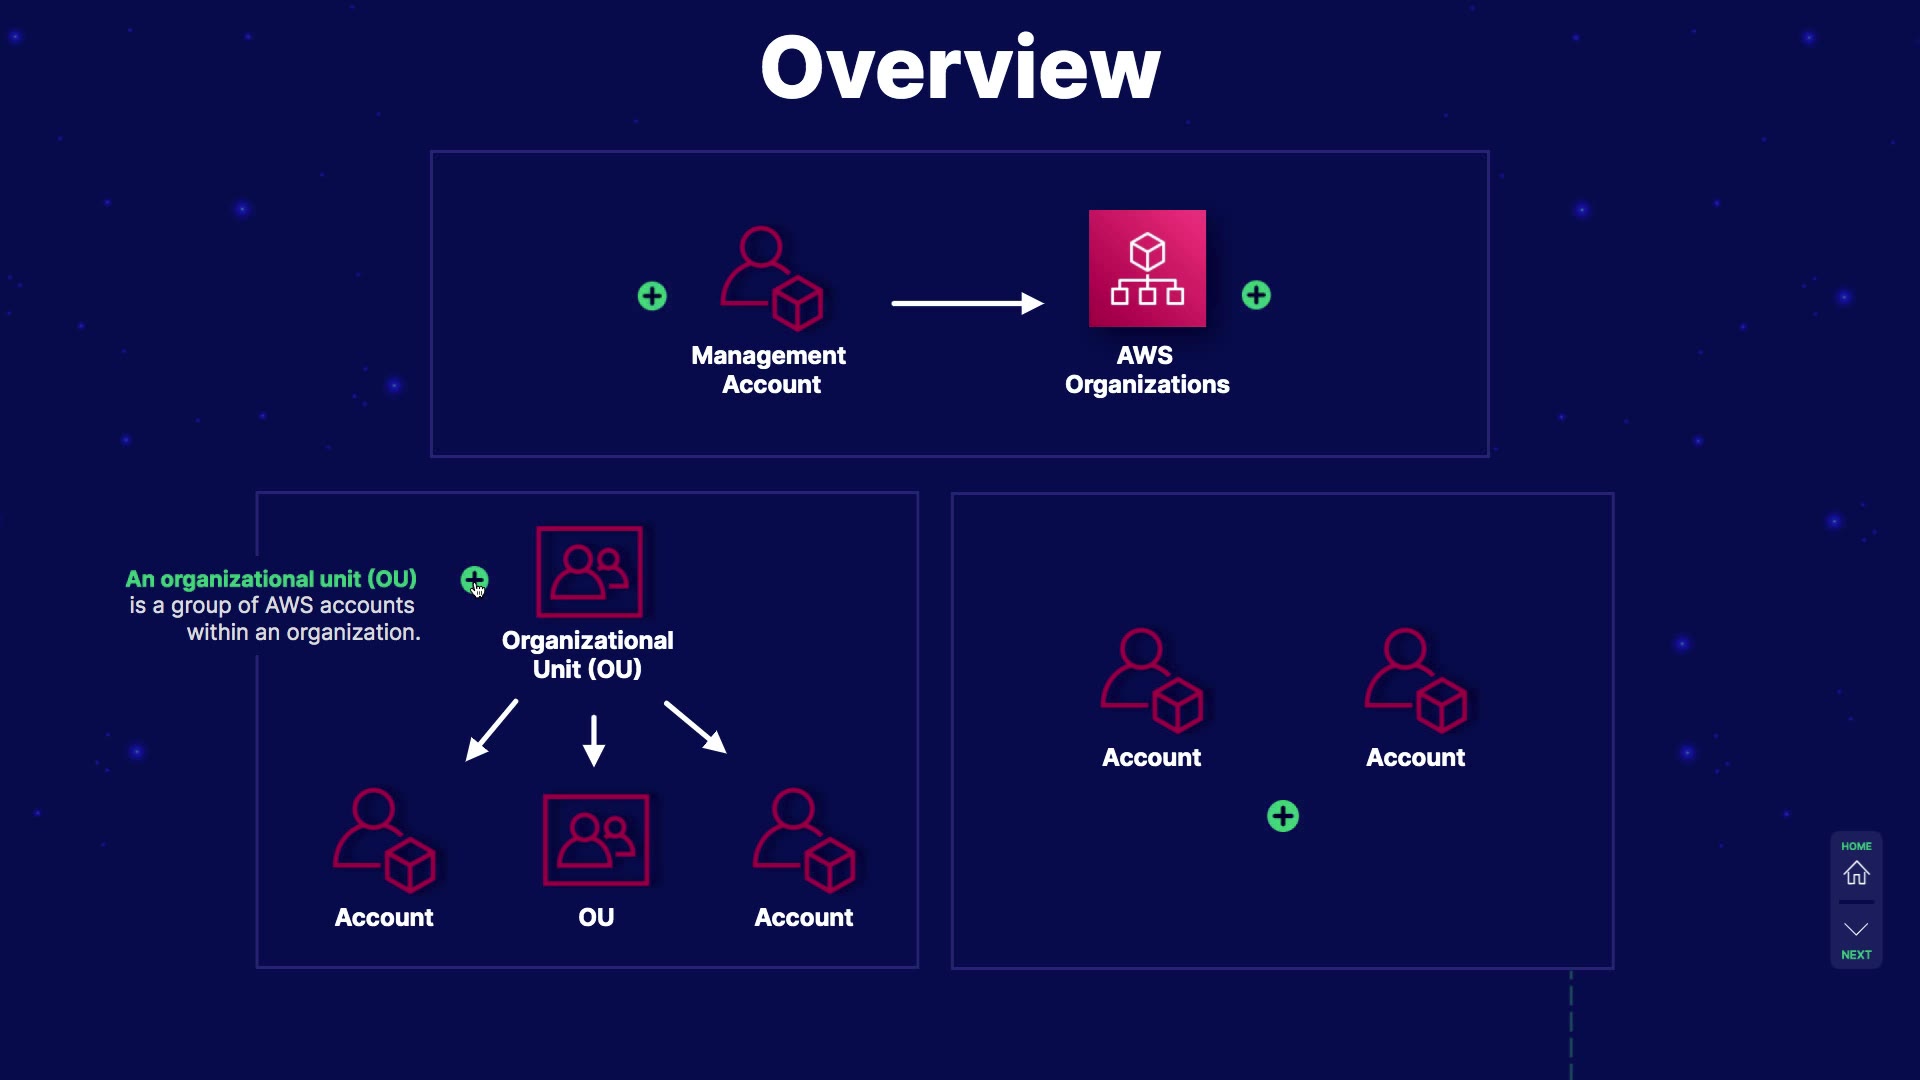 Overview
Management
Account
AWS
Organizations
An organizational unit (OU)
is a group of AWS accounts
within an organization.
Organizational
Unit (OU)
Account
OU
Account
Account
Account
HOME
NEXT